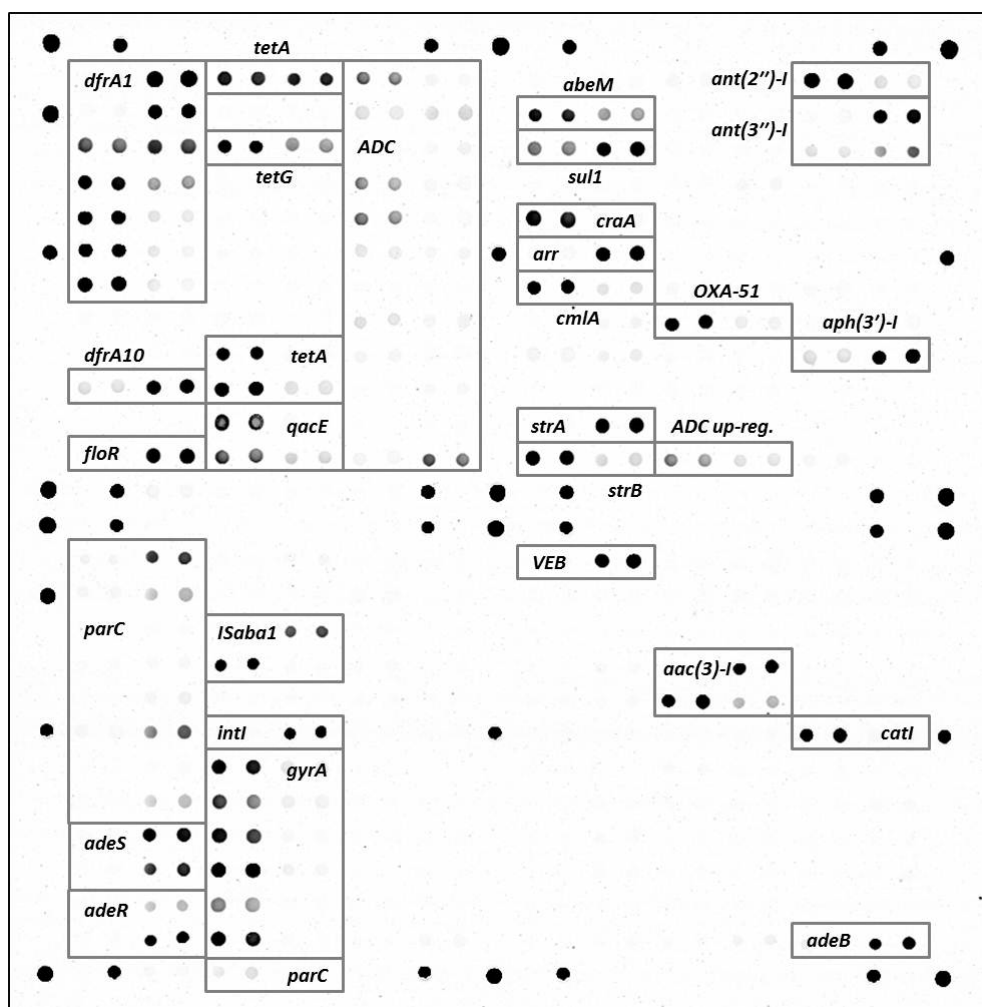 tetA
dfrA1
abeM
ant(2’’)-I
ant(3’’)-I
ADC
tetG
sul1
craA
arr
OXA-51
cmlA
aph(3’)-I
dfrA10
tetA
qacE
strA
ADC up-reg.
floR
strB
VEB
parC
ISaba1
aac(3)-I
intI
catI
gyrA
adeS
adeR
adeB
parC